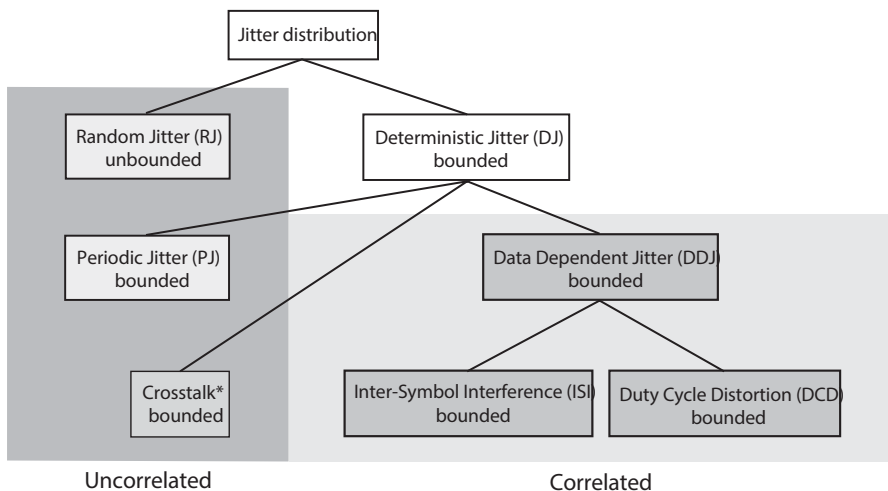 Jitter distribution
Random Jitter (RJ)
unbounded
Deterministic Jitter (DJ)
bounded
Periodic Jitter (PJ)
bounded
Data Dependent Jitter (DDJ)
bounded
Crosstalk*
bounded
Inter-Symbol Interference (ISI)
bounded
Duty Cycle Distortion (DCD)
bounded
Uncorrelated
Correlated